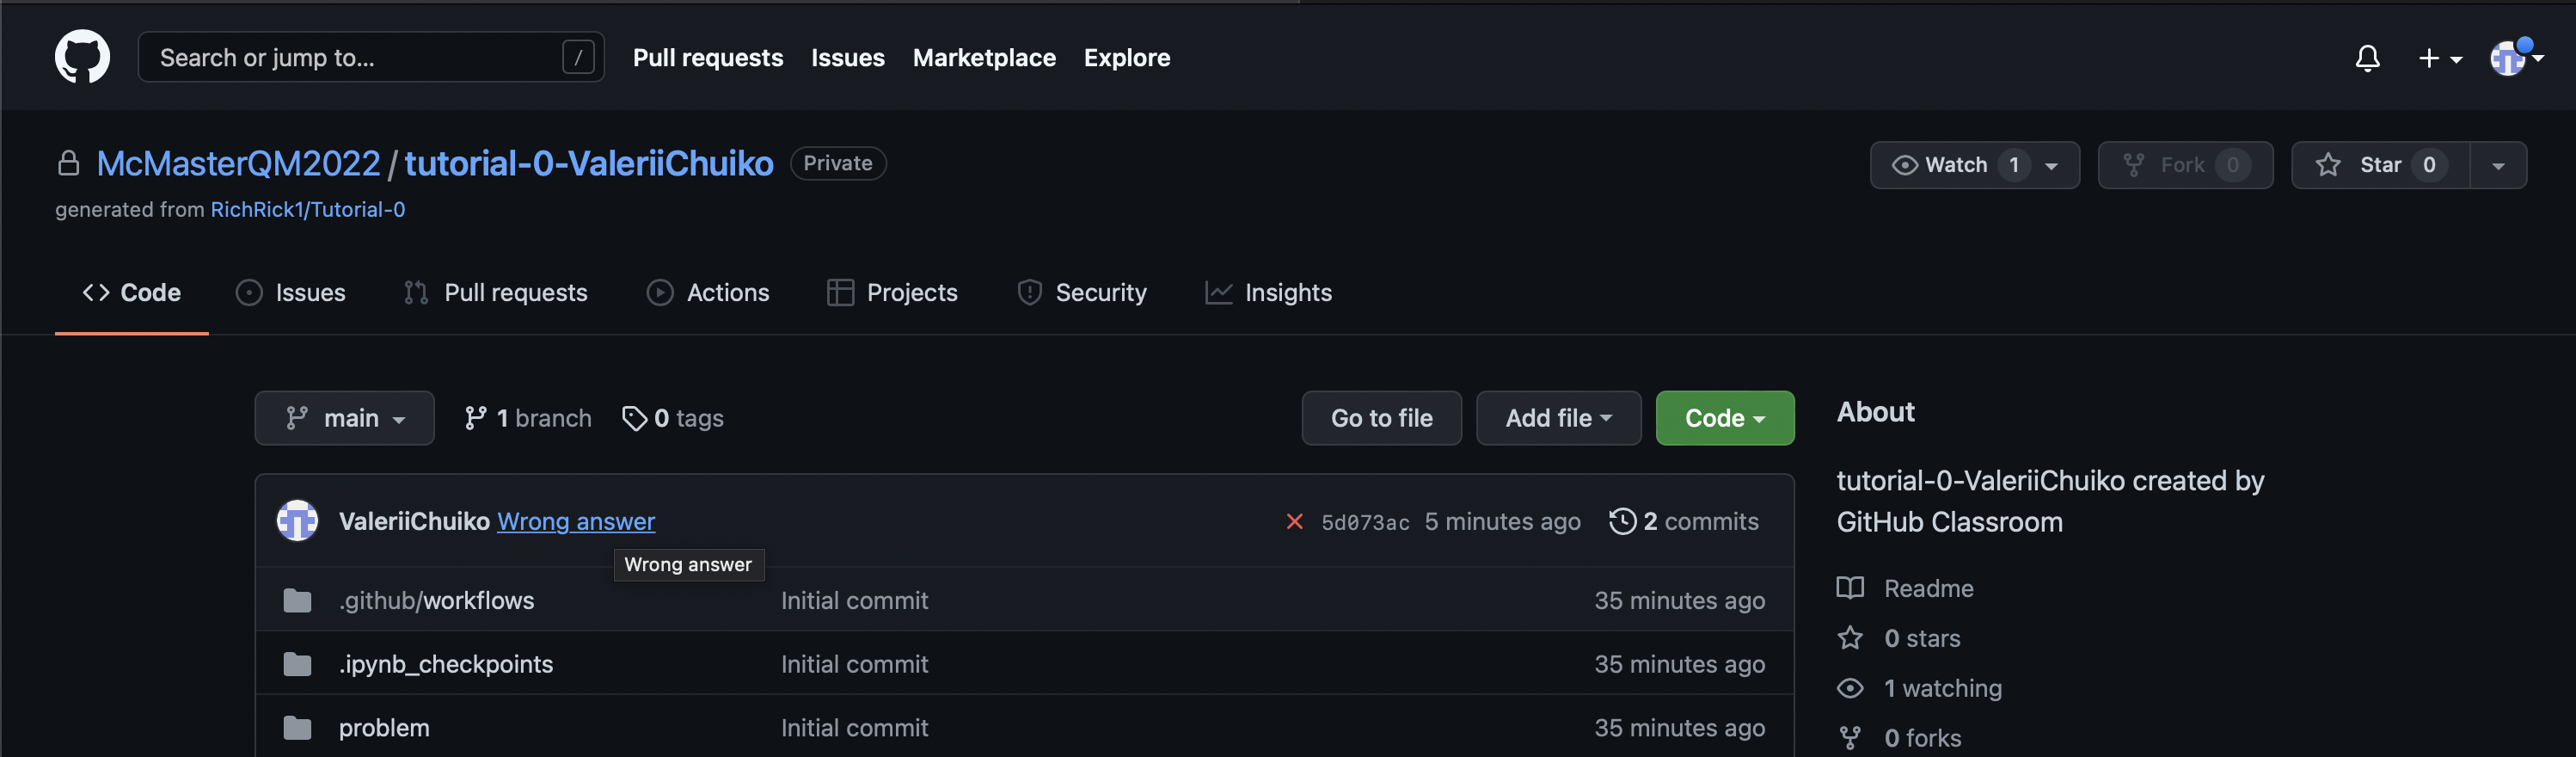 Search or jump to... / Pull requests Issues Marketplace Explore
McMasterQM2022 / tutorial-0-ValeriiChuiko Private Watch 1 Fork 0 Star 0
generated from RichRick1/Tutorial-0
Code Issues Pull requests Actions Projects Security Insights
main 1 branch 0 tags Go to file Add file Code About
tutorial-0-ValeriiChuiko created by
GitHub Classroom
ValeriiChuiko Wrong answer 5d073ac 5 minutes ago 2 commits
Wrong answer
.github/workflows Initial commit 35 minutes ago
Readme
0 stars
.ipynb_checkpoints Initial commit 35 minutes ago
1 watching
problem Initial commit 35 minutes ago
0 forks